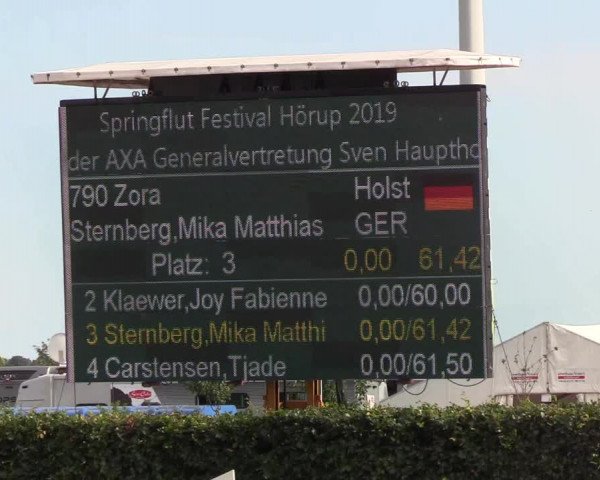 Springflut Festival Hörup 2019
der AXA Generalvertretung Sven Hauptho
790 Zora Holst
Sternberg,Mika Matthias GER
Platz: 3 0,00 61,42
2 Klaewer,Joy Fabienne 0,00/60,00
3 Sternberg,Mika Matthi 0,00/61,42
4 Carstensen,Tjade 0,00/61,50